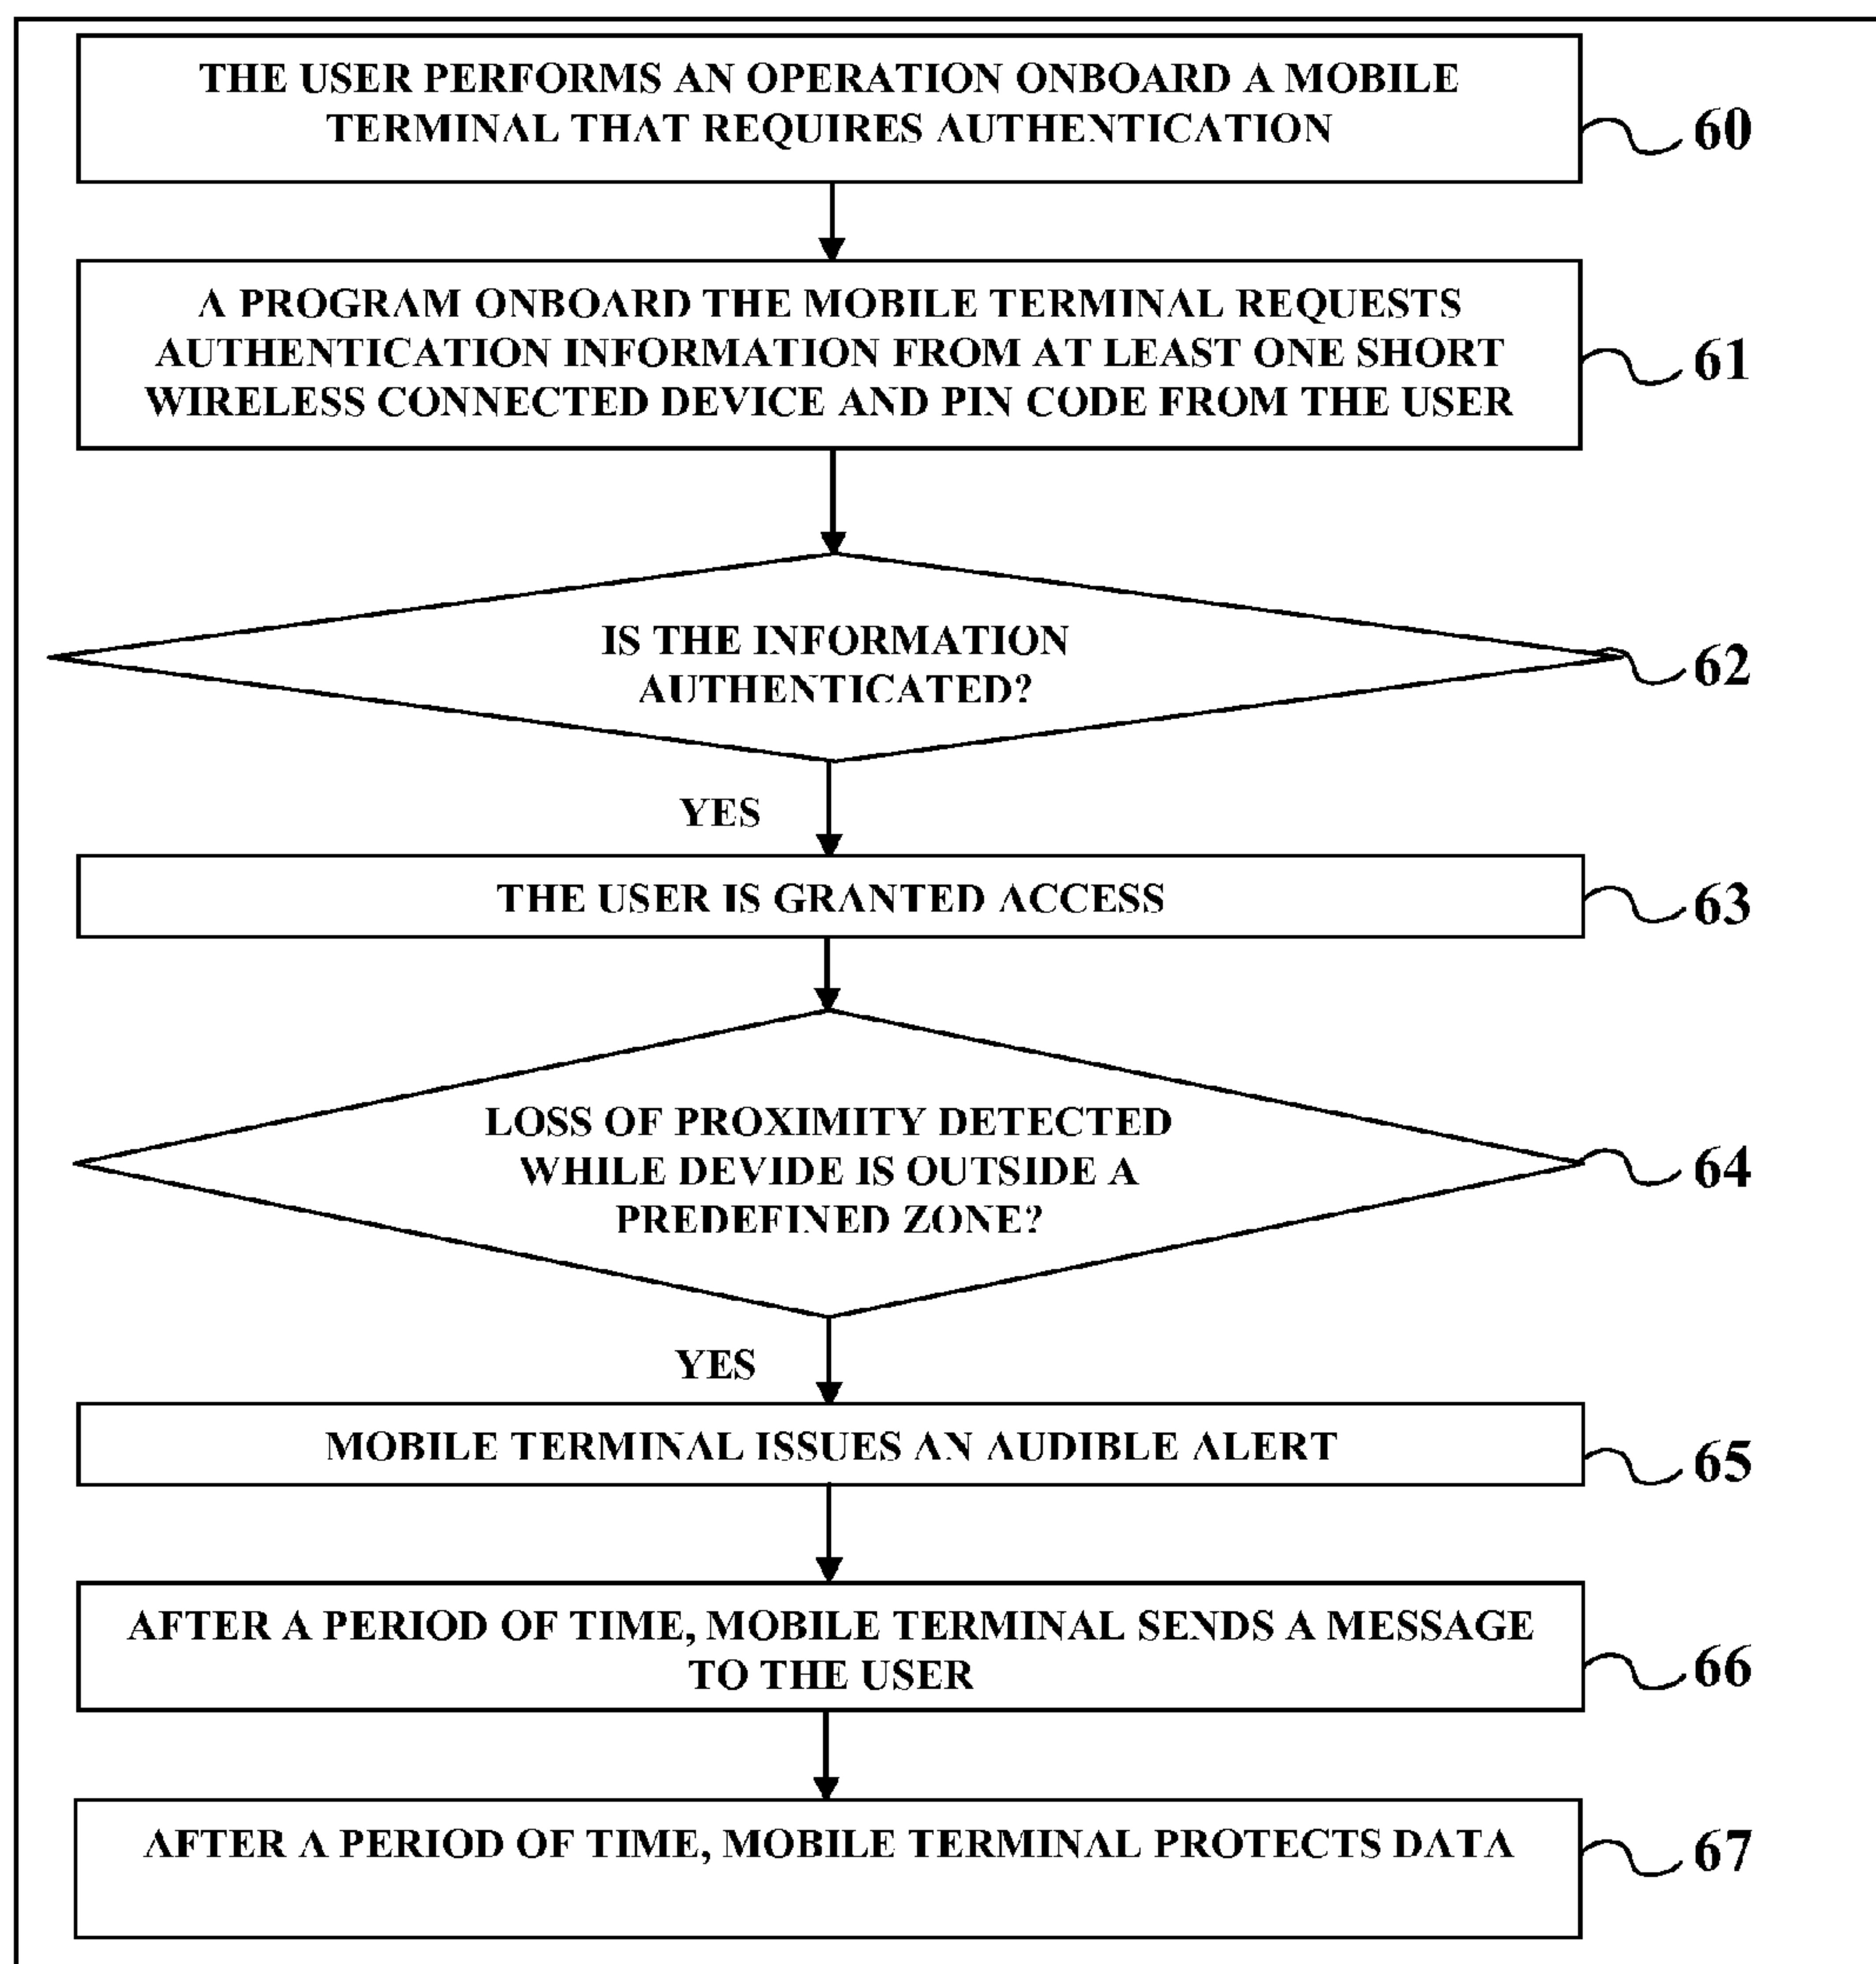 THE USER PERFORMS AN OPERATION ONBOARD A MOBILE
TERMINAL THAT REQUIRES AUTHENTICATION
60
A PROGRAM ONBOARD THE MOBILE TERMINAL REQUESTS
AUTHENTICATION INFORMATION FROM AT LEAST ONE SHORT
WIRELESS CONNECTED DEVICE AND PIN CODE FROM THE USER
61
IS THE INFORMATION
AUTHENTICATED?
62
YES
THE USER IS GRANTED ACCESS
63
LOSS OF PROXIMITY DETECTED
WHILE DEVIDE IS OUTSIDE A
PREDEFINED ZONE?
64
YES
MOBILE TERMINAL ISSUES AN AUDIBLE ALERT
65
AFTER A PERIOD OF TIME, MOBILE TERMINAL SENDS A MESSAGE
TO THE USER
66
AFTER A PERIOD OF TIME, MOBILE TERMINAL PROTECTS DATA
67